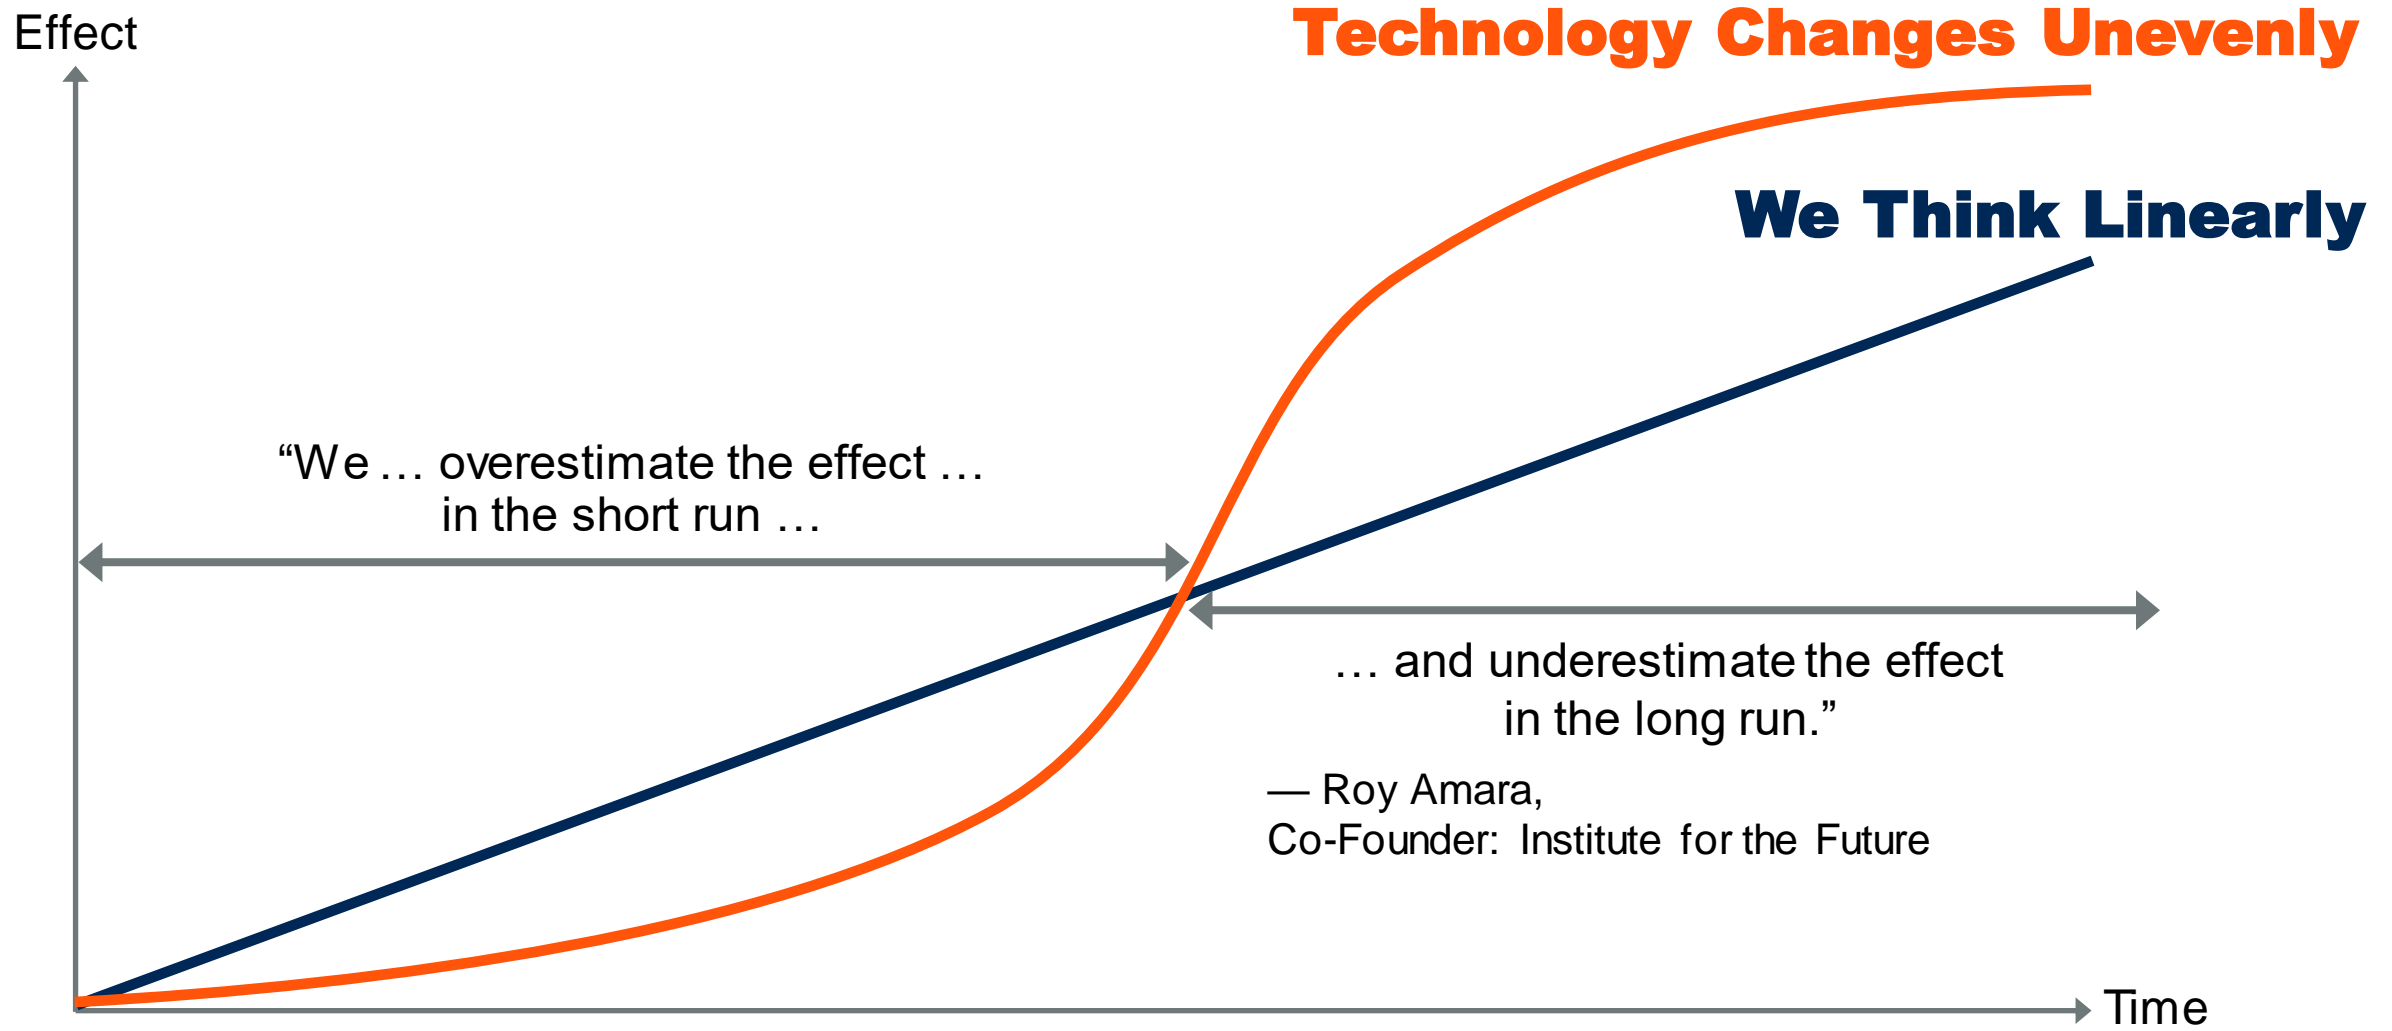 Effect
Technology Changes Unevenly
We Think Linearly
“We … overestimate the effect …
in the short run …
… and underestimate the effect
in the long run.”
— Roy Amara,
Co-Founder: Institute for the Future
Time